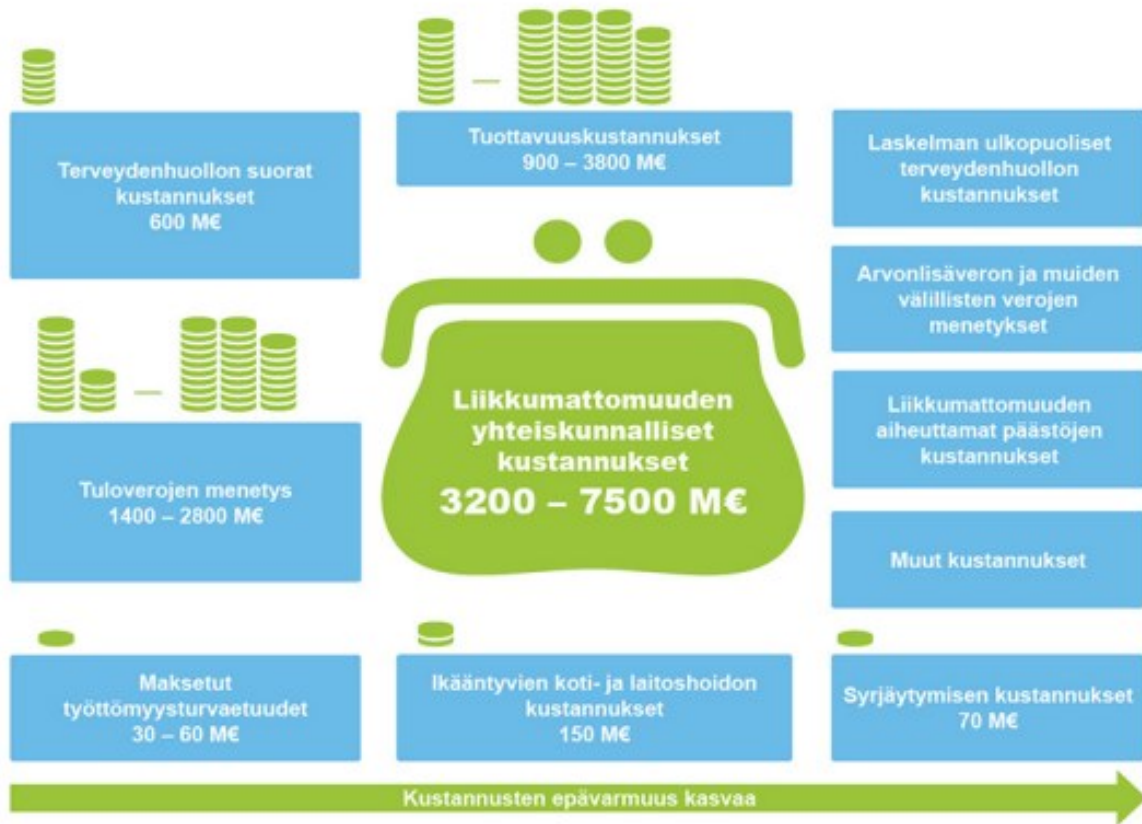 Terveydenhuollon suorat
kustannukset
600 M€
Tuottavuuskustannukset
900 – 3800 M€
Laskelman ulkopuoliset
terveydenhuollon
kustannukset
Arvonlisäveron ja muiden
välillisten verojen
menetykset
Tuloverojen menetys
1400 – 2800 M€
Liikkumattomuuden
yhteiskunnalliset
kustannukset
3200 – 7500 M€
Liikkumattomuuden
aiheuttamat päästöjen
kustannukset
Muut kustannukset
Maksetut
työttömyysturvaetuudet
30 – 60 M€
Ikääntyvien koti- ja laitoshoidon
kustannukset
150 M€
Syrjäytymisen kustannukset
70 M€
Kustannusten epävarmuus kasvaa